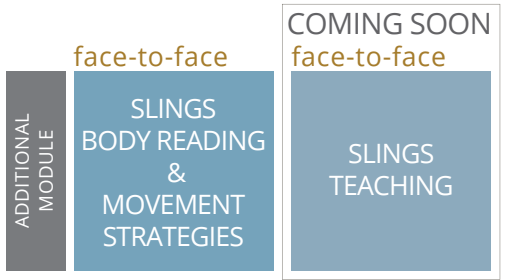 COMING SOON
face-to-face
face-to-face
ADDITIONAL
MODULE
SLINGS
BODY READING
&
MOVEMENT
STRATEGIES
SLINGS
TEACHING